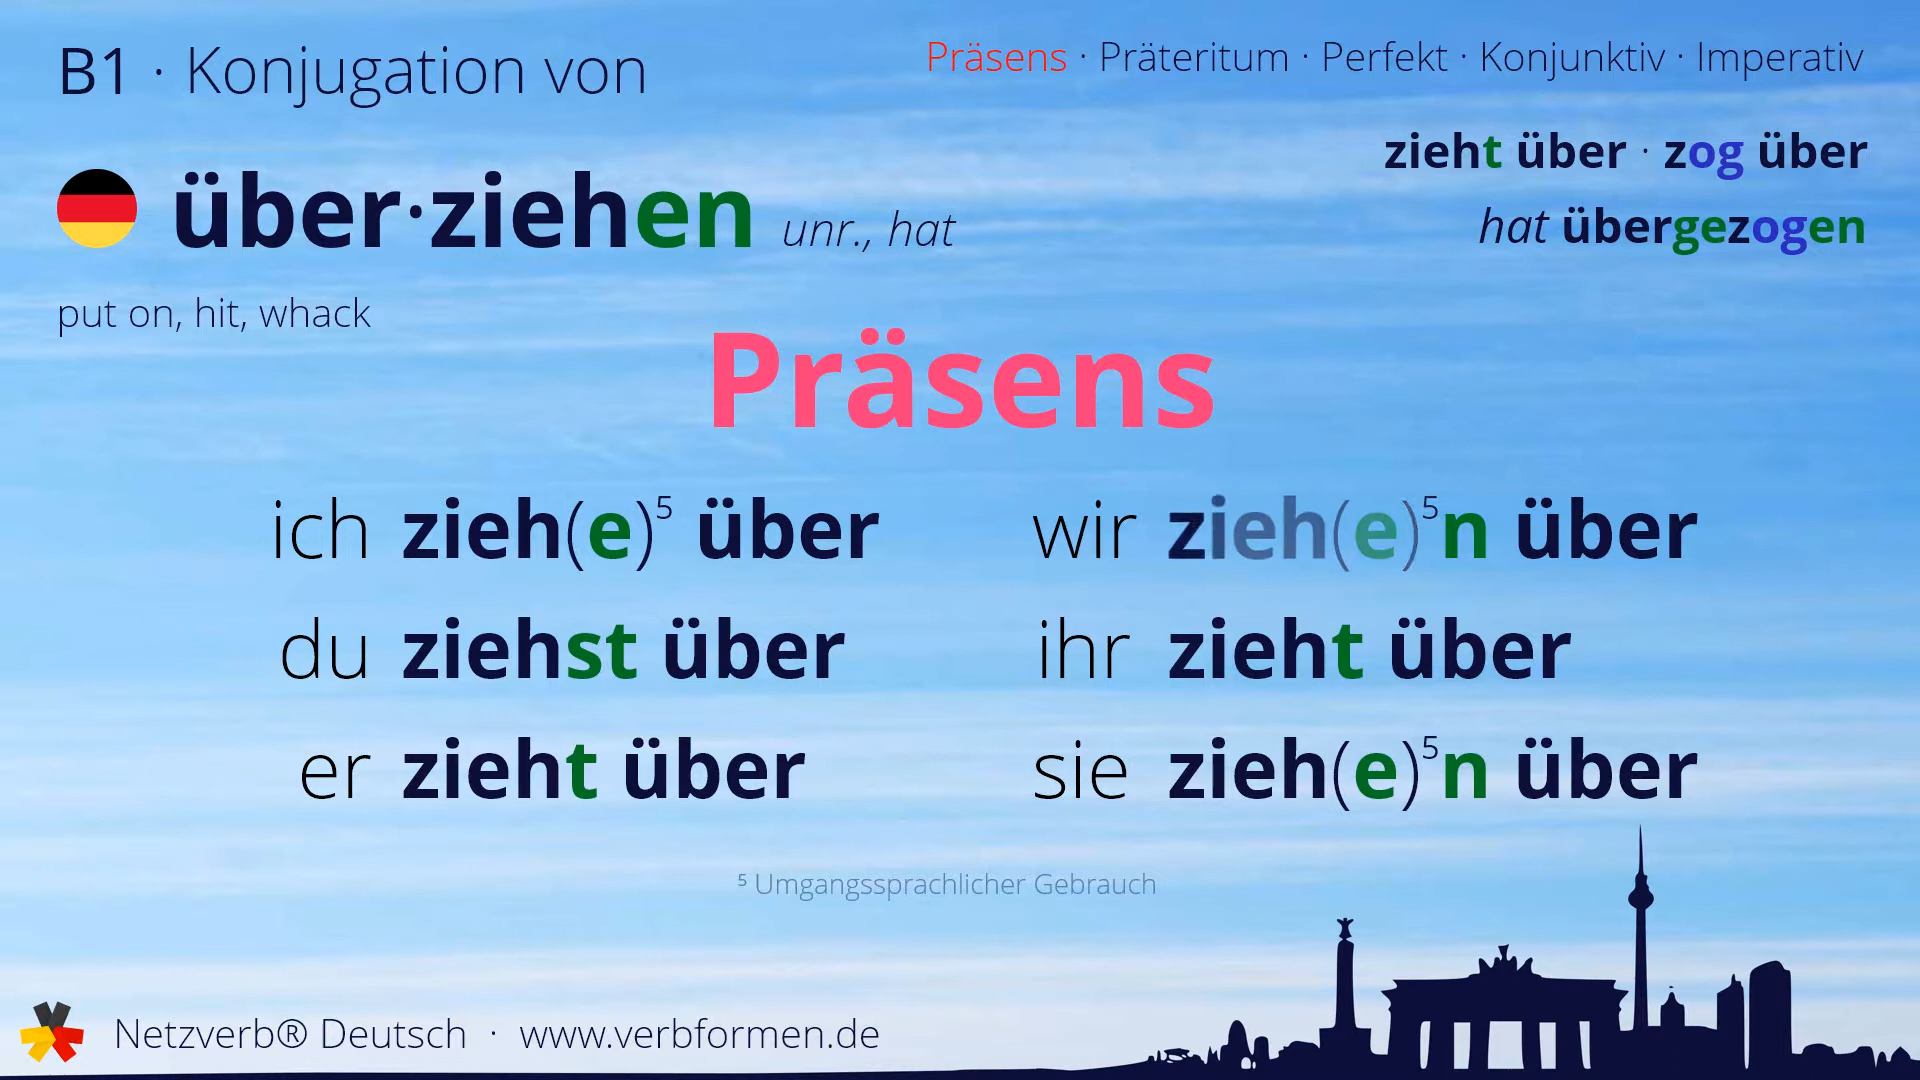 B1 · Konjugation von
Präsens · Präteritum · Perfekt · Konjunktiv · Imperativ
über·ziehen unr., hat
zieht über · zog über
hat übergezogen
put on, hit, whack
Präsens
ich zieh(e)⁵ über
du ziehst über
er zieht über
wir zieh(e)⁵n über
ihr zieht über
sie zieh(e)⁵n über
⁵ Umgangssprachlicher Gebrauch
Netzverb® Deutsch · www.verbformen.de